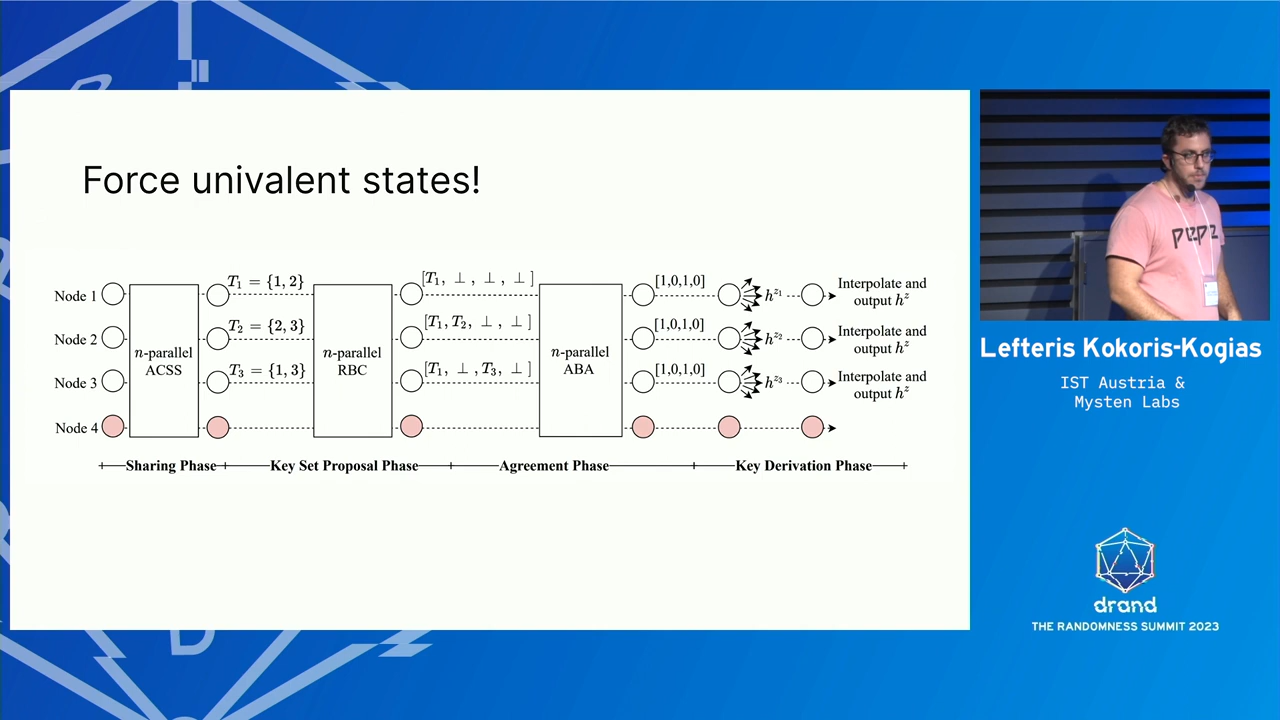 Force univalent states!
Node 1
Node 2
Node 3
Node 4
n-parallel
ACSS
T₁ = {1, 2}
T₂ = {2, 3}
T₃ = {1, 3}
n-parallel
RBC
[T₁, ⊥, ⊥, ⊥]
[T₁, T₂, ⊥, ⊥]
[T₁, ⊥, T₃, ⊥]
n-parallel
ABA
[1,0,1,0]
[1,0,1,0]
[1,0,1,0]
h^{z₁}
h^{z₂}
h^{z₃}
Interpolate and
output h^z
Interpolate and
output h^z
Interpolate and
output h^z
Sharing Phase
Key Set Proposal Phase
Agreement Phase
Key Derivation Phase
pepe
Lefteris Kokoris-Kogias
IST Austria &
Mysten Labs
drand
THE RANDOMNESS SUMMIT 2023